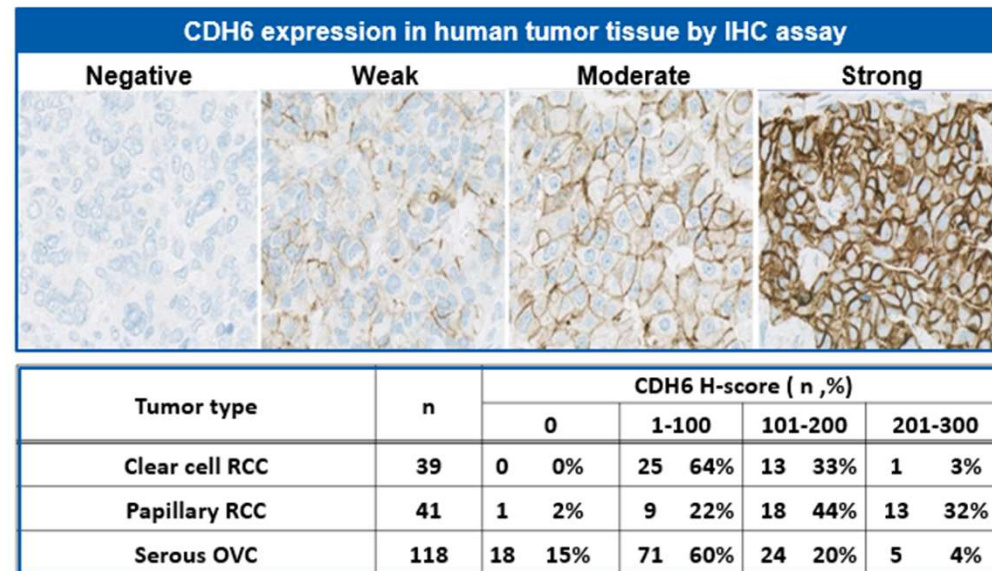 CDH6 expression in human tumor tissue by IHC assay
Negative Weak Moderate Strong
Tumor type n CDH6 H-score ( n ,%)
0 1-100 101-200 201-300
Clear cell RCC 39 0 0% 25 64% 13 33% 1 3%
Papillary RCC 41 1 2% 9 22% 18 44% 13 32%
Serous OVC 118 18 15% 71 60% 24 20% 5 4%